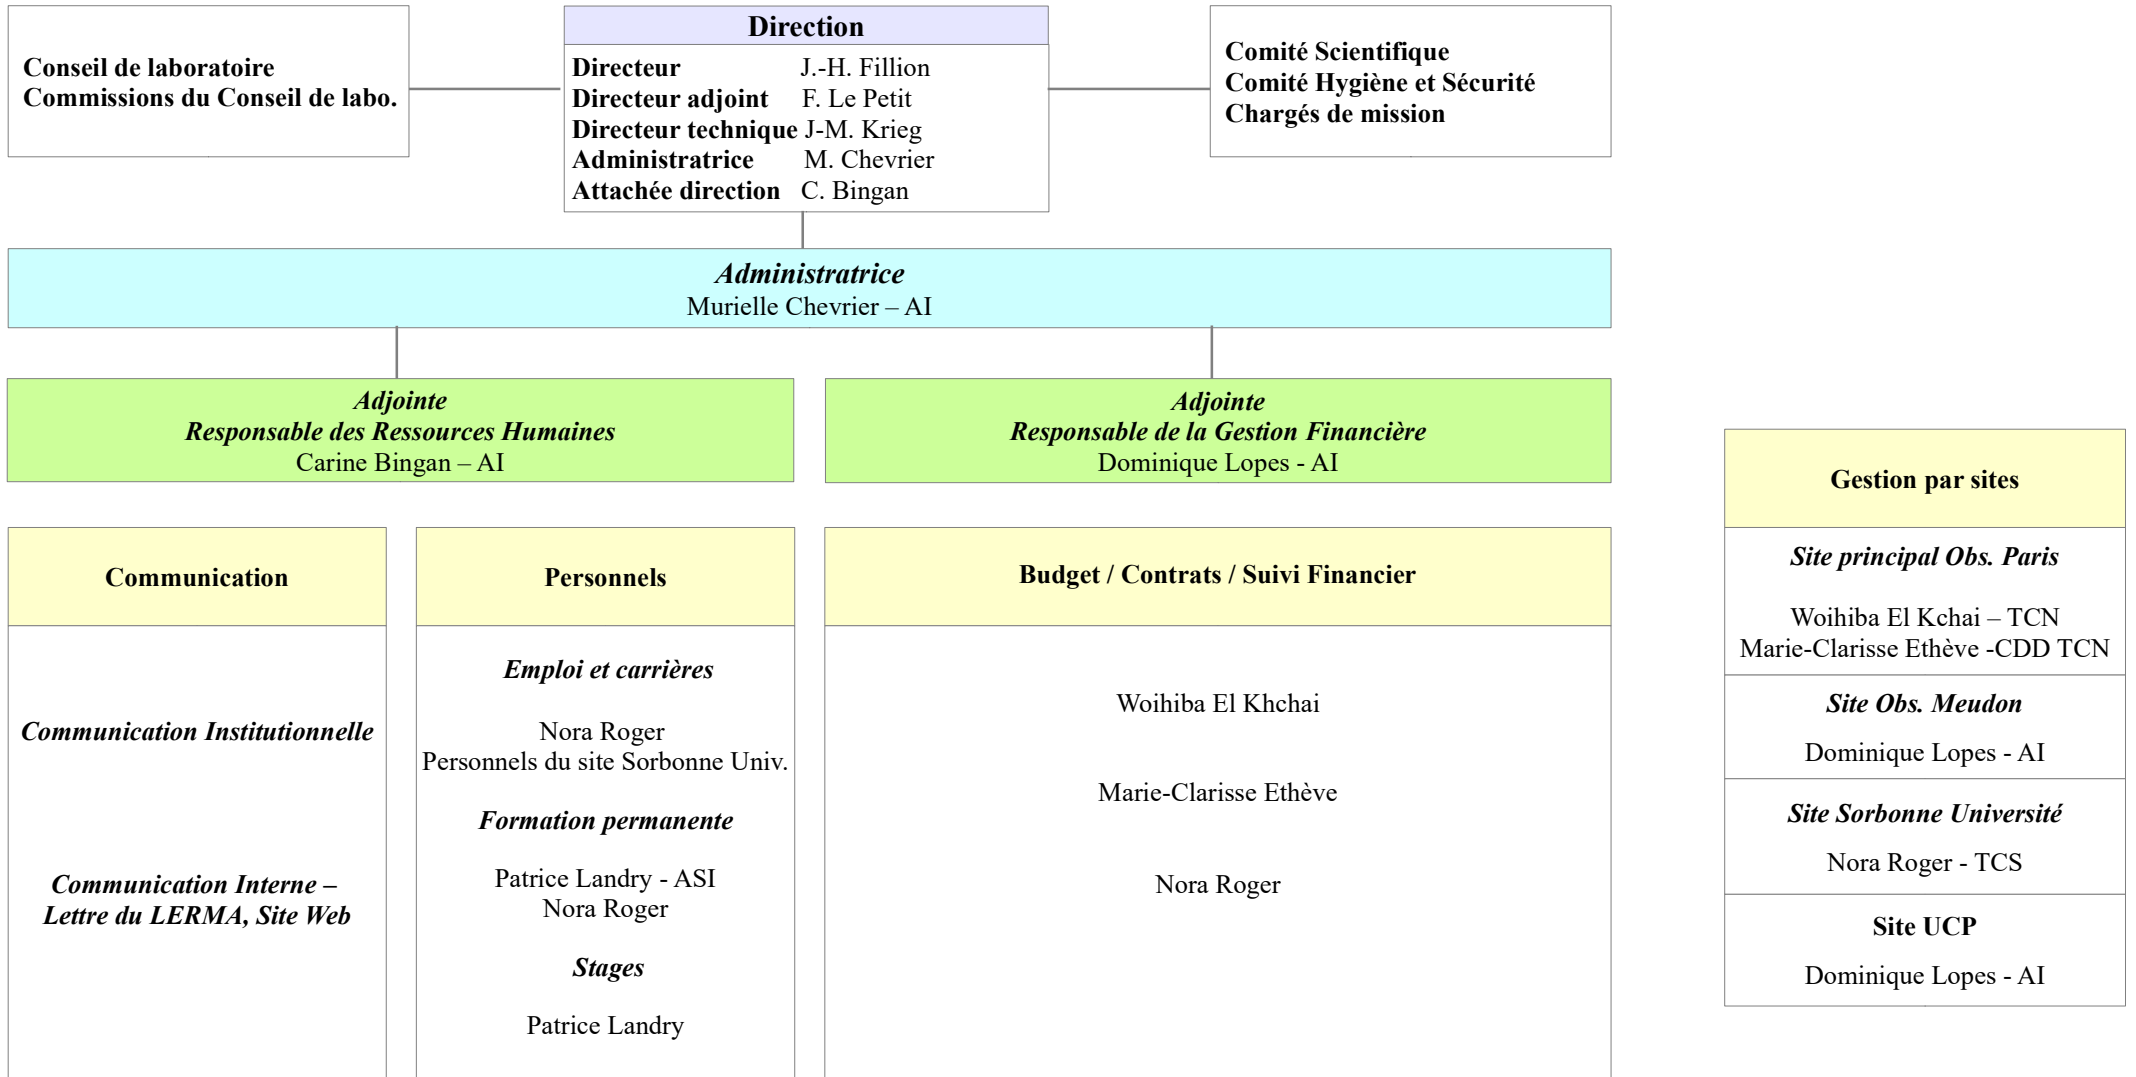 Conseil de laboratoire
Commissions du Conseil de labo.
Direction
Directeur J.-H. Fillion
Directeur adjoint F. Le Petit
Directeur technique J-M. Krieg
Administratrice M. Chevrier
Attachée direction C. Bingan
Comité Scientifique
Comité Hygiène et Sécurité
Chargés de mission
Administratrice
Murielle Chevrier – AI
Adjointe
Responsable des Ressources Humaines
Carine Bingan – AI
Adjointe
Responsable de la Gestion Financière
Dominique Lopes - AI
Communication
Communication Institutionnelle
Communication Interne –
Lettre du LERMA, Site Web
Personnels
Emploi et carrières
Nora Roger
Personnels du site Sorbonne Univ.
Formation permanente
Patrice Landry - ASI
Nora Roger
Stages
Patrice Landry
Budget / Contrats / Suivi Financier
Woihiba El Khchai
Marie-Clarisse Ethève
Nora Roger
Gestion par sites
Site principal Obs. Paris
Woihiba El Kchai – TCN
Marie-Clarisse Ethève -CDD TCN
Site Obs. Meudon
Dominique Lopes - AI
Site Sorbonne Université
Nora Roger - TCS
Site UCP
Dominique Lopes - AI